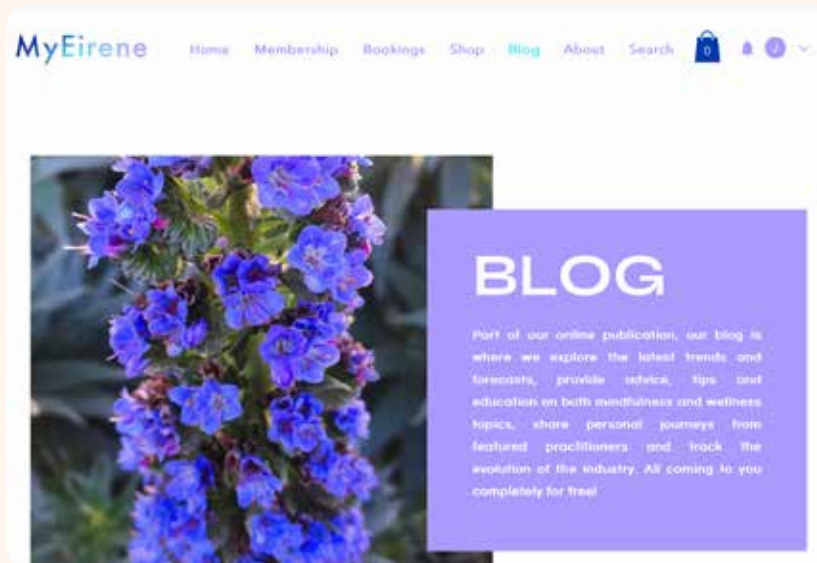 MyEirene Home Membership Bookings Shop Blog About Search 0 J
BLOG
Part of our online publication, our blog is
where we explore the latest trends and
forecasts, provide advice, tips and
education on both mindfulness and wellness
topics, share personal journeys from
featured practitioners and track the
evolution of the industry. All coming to you
completely for free!